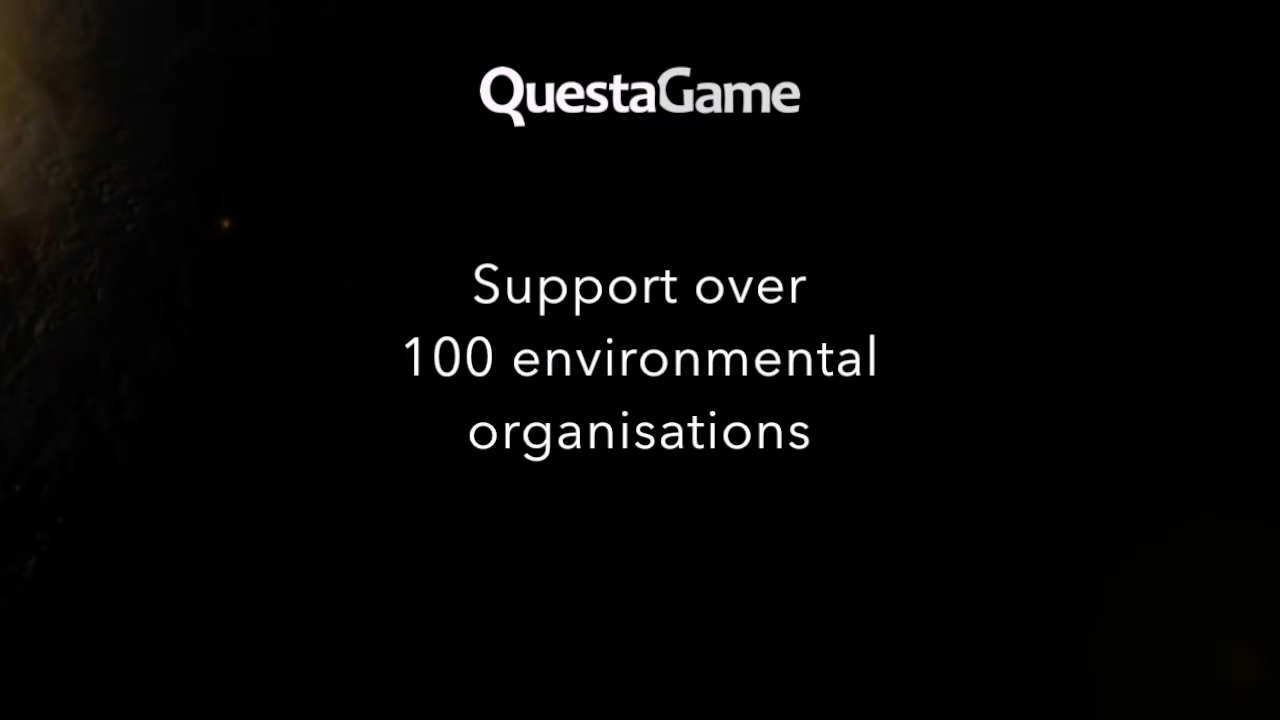 QuestaGame
Support over
100 environmental
organisations